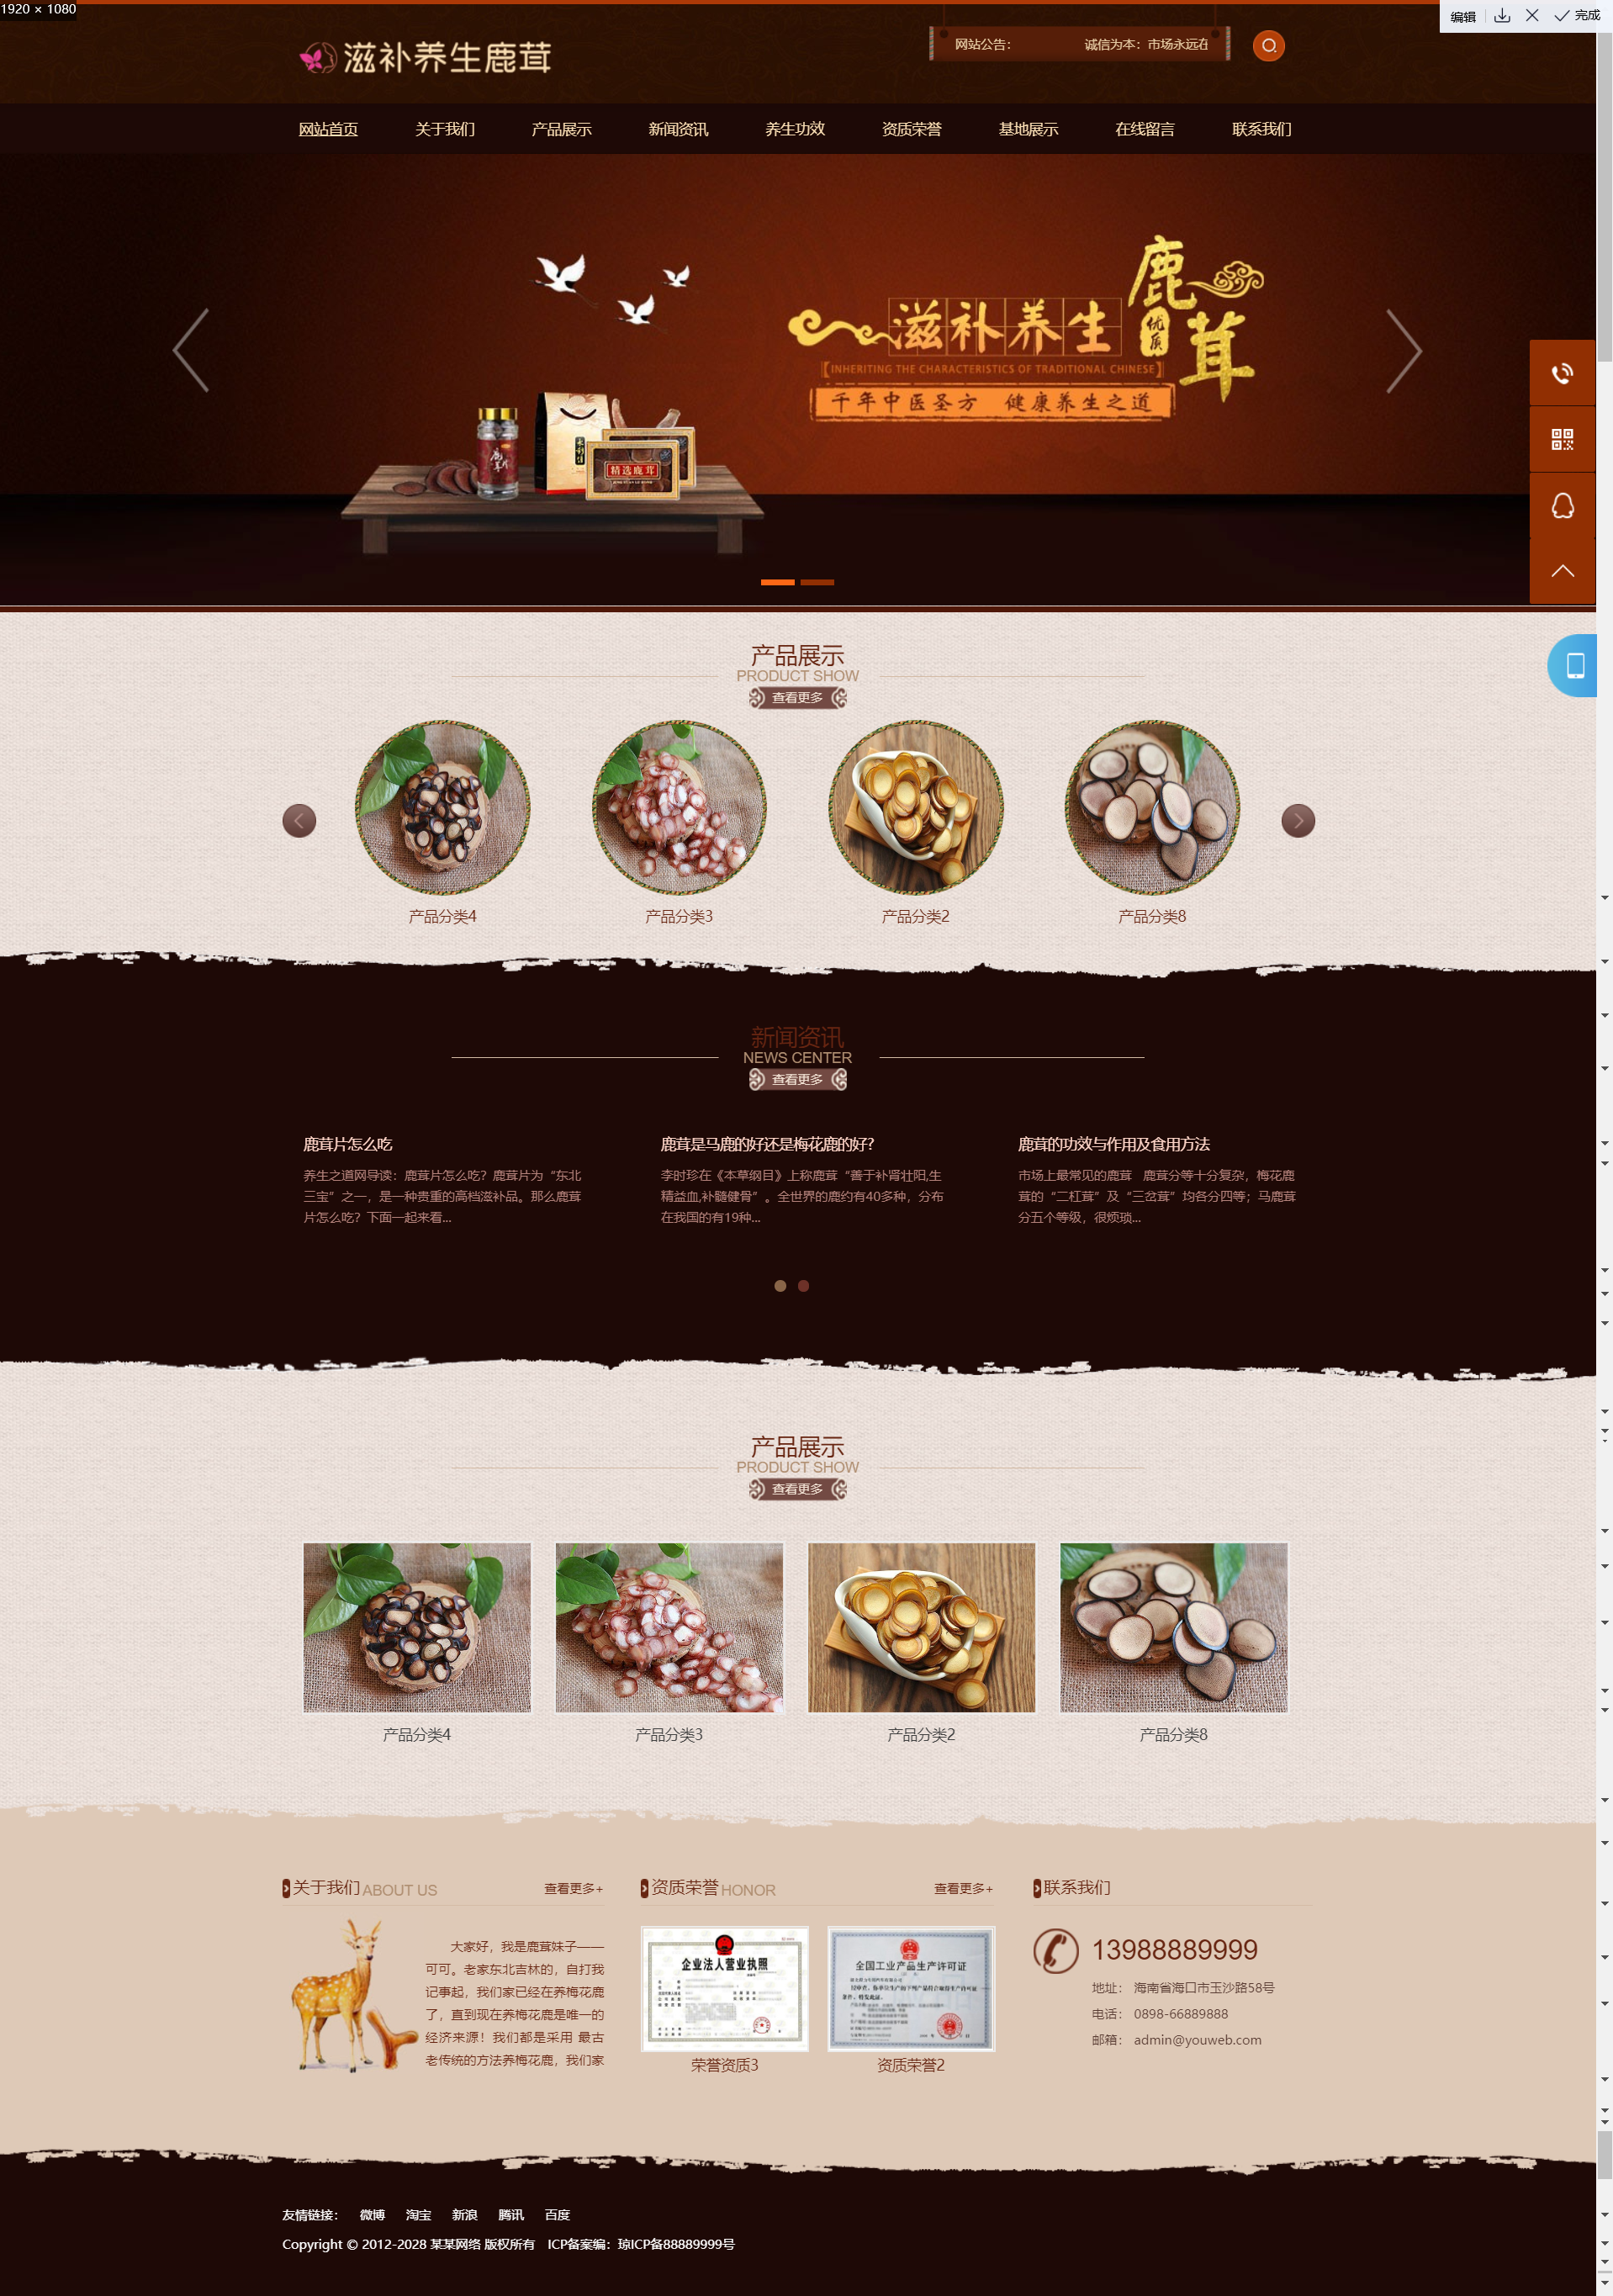 1920 × 1080
编辑
完成
滋补养生鹿茸
网站公告：
诚信为本：市场永远在
网站首页 关于我们 产品展示 新闻资讯 养生功效 资质荣誉 基地展示 在线留言 联系我们
鹿茸
优质
滋补养生
INHERITING THE CHARACTERISTICS OF TRADITIONAL CHINESE
千年中医圣方 健康养生之道
鹿茸
精选鹿茸
产品展示
PRODUCT SHOW
查看更多
产品分类4 产品分类3 产品分类2 产品分类8
新闻资讯
NEWS CENTER
查看更多
鹿茸片怎么吃
养生之道网导读：鹿茸片怎么吃？鹿茸片为“东北
三宝”之一，是一种贵重的高档滋补品。那么鹿茸
片怎么吃？下面一起来看...
鹿茸是马鹿的好还是梅花鹿的好？
李时珍在《本草纲目》上称鹿茸“善于补肾壮阳,生
精益血,补髓健骨”。全世界的鹿约有40多种，分布
在我国的有19种...
鹿茸的功效与作用及食用方法
市场上最常见的鹿茸 鹿茸分等十分复杂，梅花鹿
茸的“二杠茸”及“三岔茸”均各分四等；马鹿茸
分五个等级，很烦琐...
产品展示
PRODUCT SHOW
查看更多
产品分类4 产品分类3 产品分类2 产品分类8
关于我们 ABOUT US 查看更多+
大家好，我是鹿茸妹子——
可可。老家东北吉林的，自打我
记事起，我们家已经在养梅花鹿
了，直到现在养梅花鹿是唯一的
经济来源！我们都是采用 最古
老传统的方法养梅花鹿，我们家
资质荣誉 HONOR 查看更多+
企业法人营业执照
全国工业产品生产许可证
荣誉资质3 资质荣誉2
联系我们
13988889999
地址： 海南省海口市玉沙路58号
电话： 0898-66889888
邮箱： admin@youweb.com
友情链接： 微博 淘宝 新浪 腾讯 百度
Copyright © 2012-2028 某某网络 版权所有 ICP备案编：琼ICP备88889999号